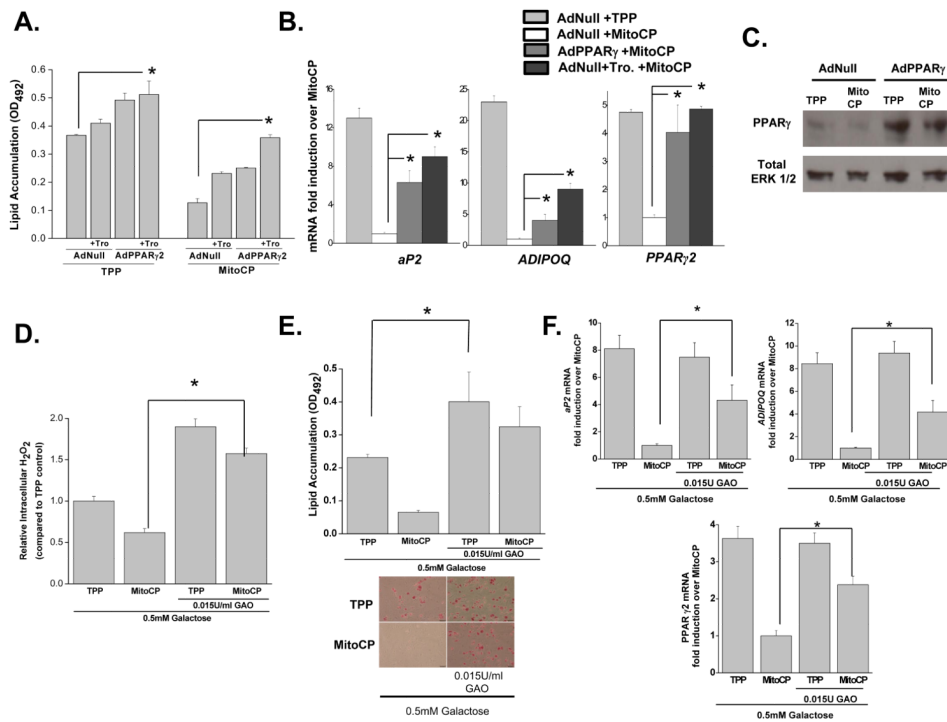 A.
Lipid Accumulation (OD492)
0.6
0.5
0.4
0.3
0.2
0.1
0.0
*
*
+Tro
+Tro
+Tro
+Tro
AdNull
AdPPARγ2
AdNull
AdPPARγ2
TPP
MitoCP
B.
AdNull +TPP
AdNull +MitoCP
AdPPARγ +MitoCP
AdNull+Tro. +MitoCP
mRNA fold induction over MitoCP
15
10
5
0
*
*
aP2
25
20
15
10
5
0
*
*
ADIPOQ
6
5
4
3
2
1
0
*
*
PPARγ2
C.
AdNull
AdPPARγ
TPP
Mito
CP
TPP
Mito
CP
PPARγ
Total
ERK 1/2
D.
Relative Intracellular H2O2
(compared to TPP control)
2.0
1.5
1.0
0.5
0.0
*
TPP
MitoCP
TPP
MitoCP
0.015U/ml GAO
0.5mM Galactose
E.
Lipid Accumulation (OD492)
0.5
0.4
0.3
0.2
0.1
0.0
*
TPP
MitoCP
TPP
MitoCP
0.015U/ml GAO
0.5mM Galactose
TPP
MitoCP
0.015U/ml
GAO
0.5mM Galactose
F.
aP2 mRNA
fold induction over MitoCP
10
8
6
4
2
0
*
TPP
MitoCP
TPP
MitoCP
0.015U GAO
0.5mM Galactose
ADIPOQ mRNA
fold induction over MitoCP
12
10
8
6
4
2
0
*
TPP
MitoCP
TPP
MitoCP
0.015U GAO
0.5mM Galactose
PPAR γ2 mRNA
fold induction over MitoCP
4
3
2
1
0
*
TPP
MitoCP
TPP
MitoCP
0.015U GAO
0.5mM Galactose